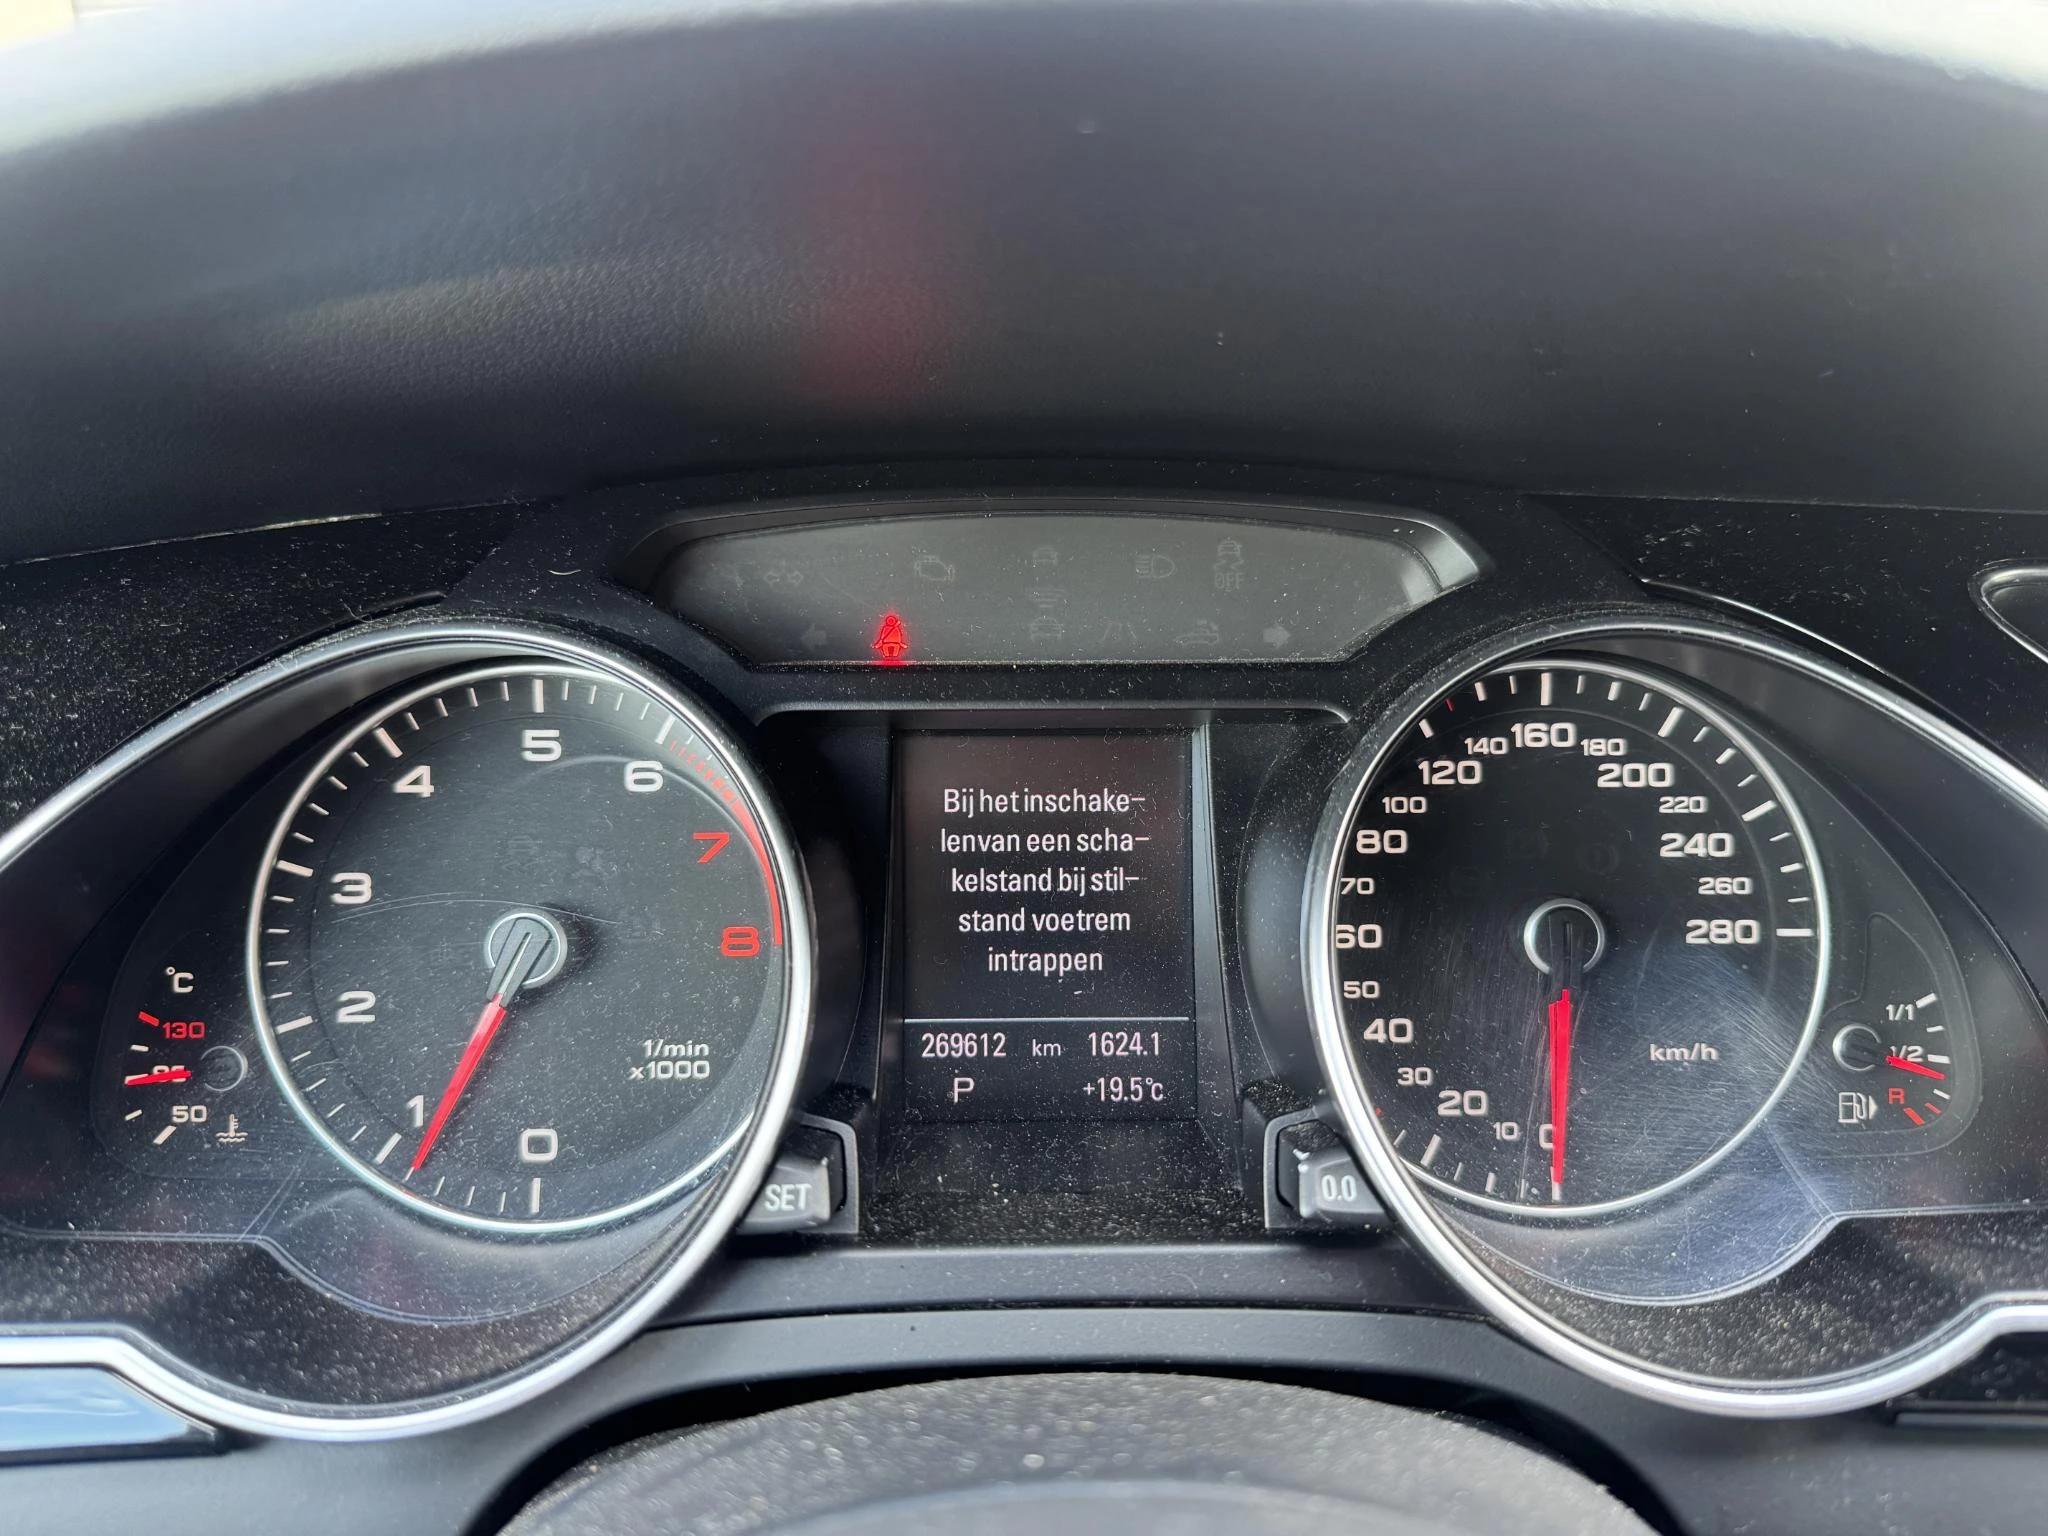 OFF
5
4
6
3
7
2
8
1
0
1/min
x1000
°C
130
50
SET
Bij het inschake-
lenvan een scha-
kelstand bij stil-
stand voetrem
intrappen
269612 km 1624.1
P +19.5°C
0.0
140 160 180
120 200
100 220
80 240
70 260
60 280
50
40
30
20
10
0
km/h
1/1
1/2
R